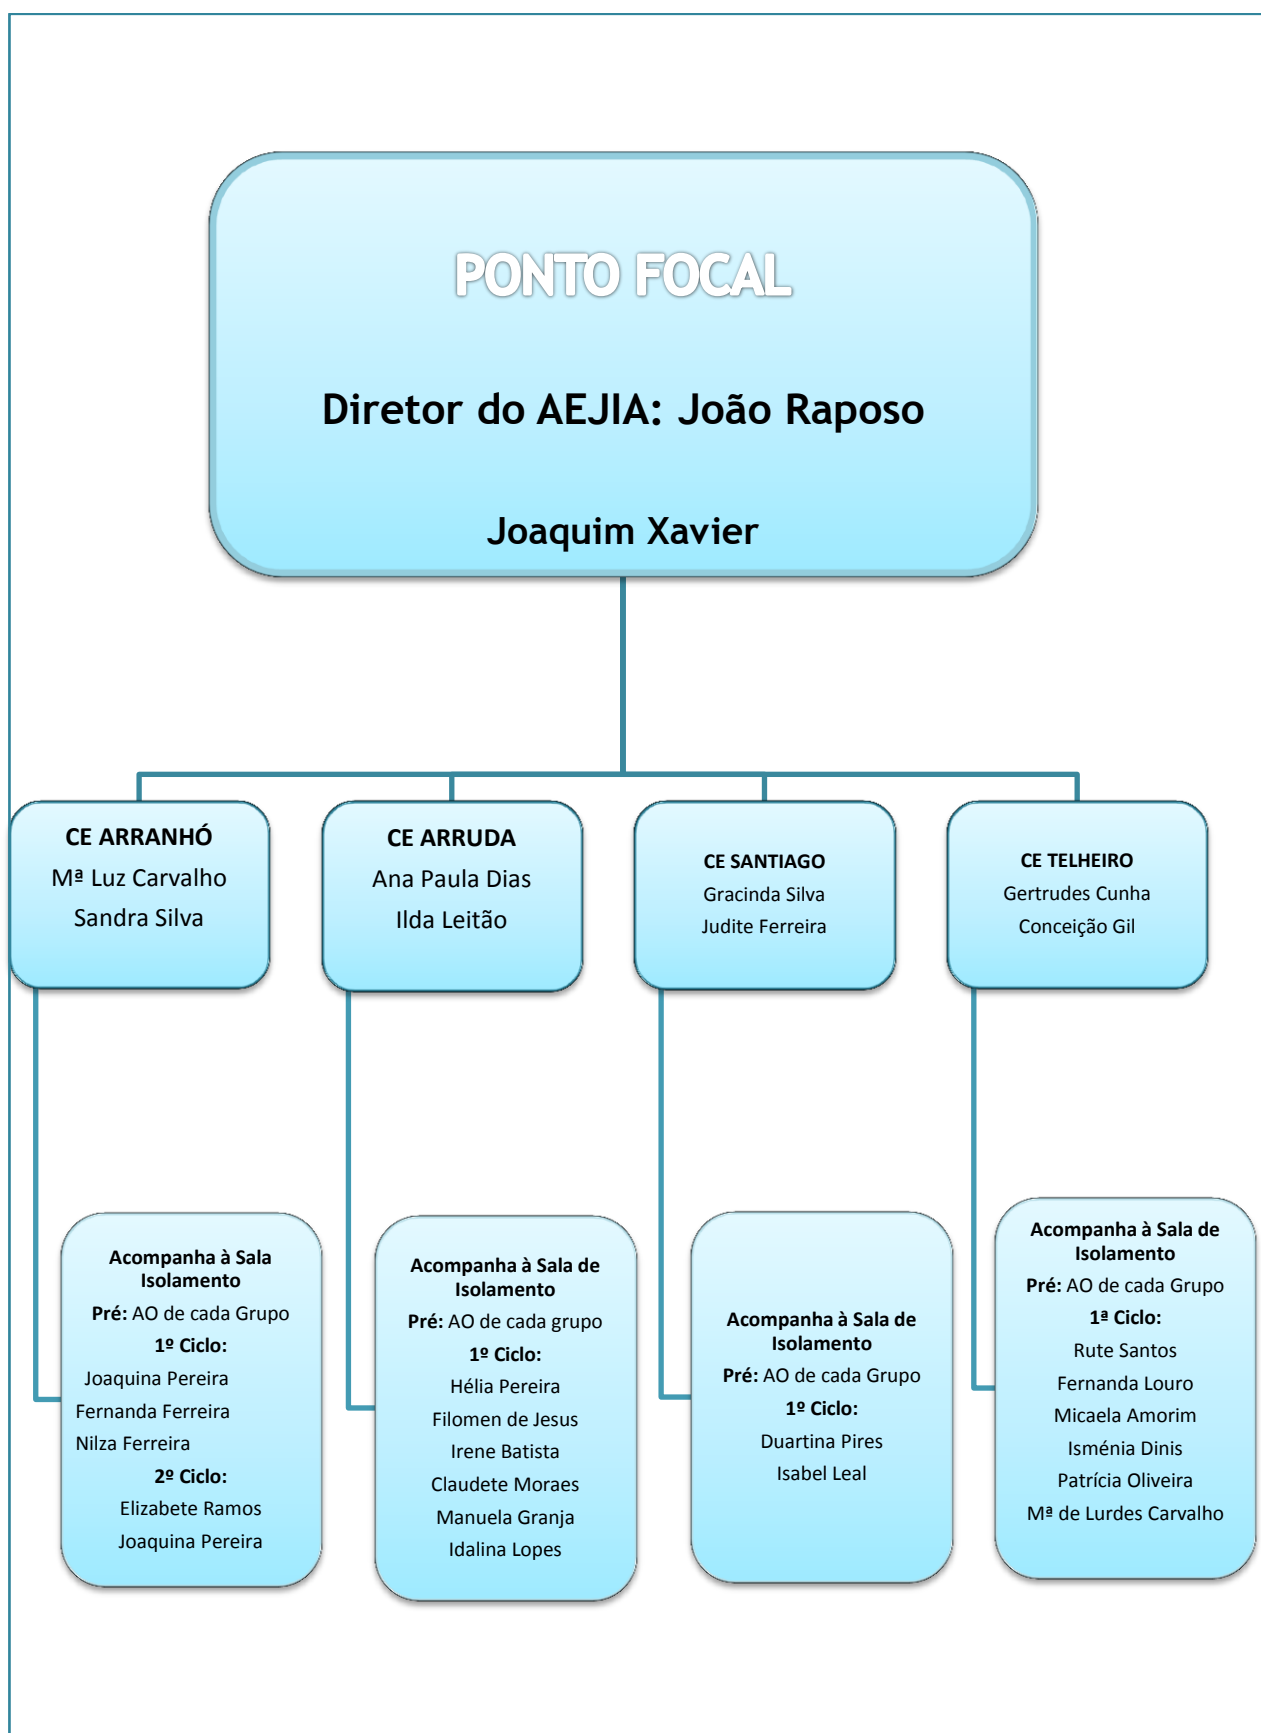 PONTO FOCAL
Diretor do AEJIA: João Raposo
Joaquim Xavier
CE ARRANHÓ
Mª Luz Carvalho
Sandra Silva
CE ARRUDA
Ana Paula Dias
Ilda Leitão
CE SANTIAGO
Gracinda Silva
Judite Ferreira
CE TELHEIRO
Gertrudes Cunha
Conceição Gil
Acompanha à Sala
Isolamento
Pré: AO de cada Grupo
1º Ciclo:
Joaquina Pereira
Fernanda Ferreira
Nilza Ferreira
2º Ciclo:
Elizabete Ramos
Joaquina Pereira
Acompanha à Sala de
Isolamento
Pré: AO de cada grupo
1º Ciclo:
Hélia Pereira
Filomen de Jesus
Irene Batista
Claudete Moraes
Manuela Granja
Idalina Lopes
Acompanha à Sala de
Isolamento
Pré: AO de cada Grupo
1º Ciclo:
Duartina Pires
Isabel Leal
Acompanha à Sala de
Isolamento
Pré: AO de cada Grupo
1ª Ciclo:
Rute Santos
Fernanda Louro
Micaela Amorim
Isménia Dinis
Patrícia Oliveira
Mª de Lurdes Carvalho